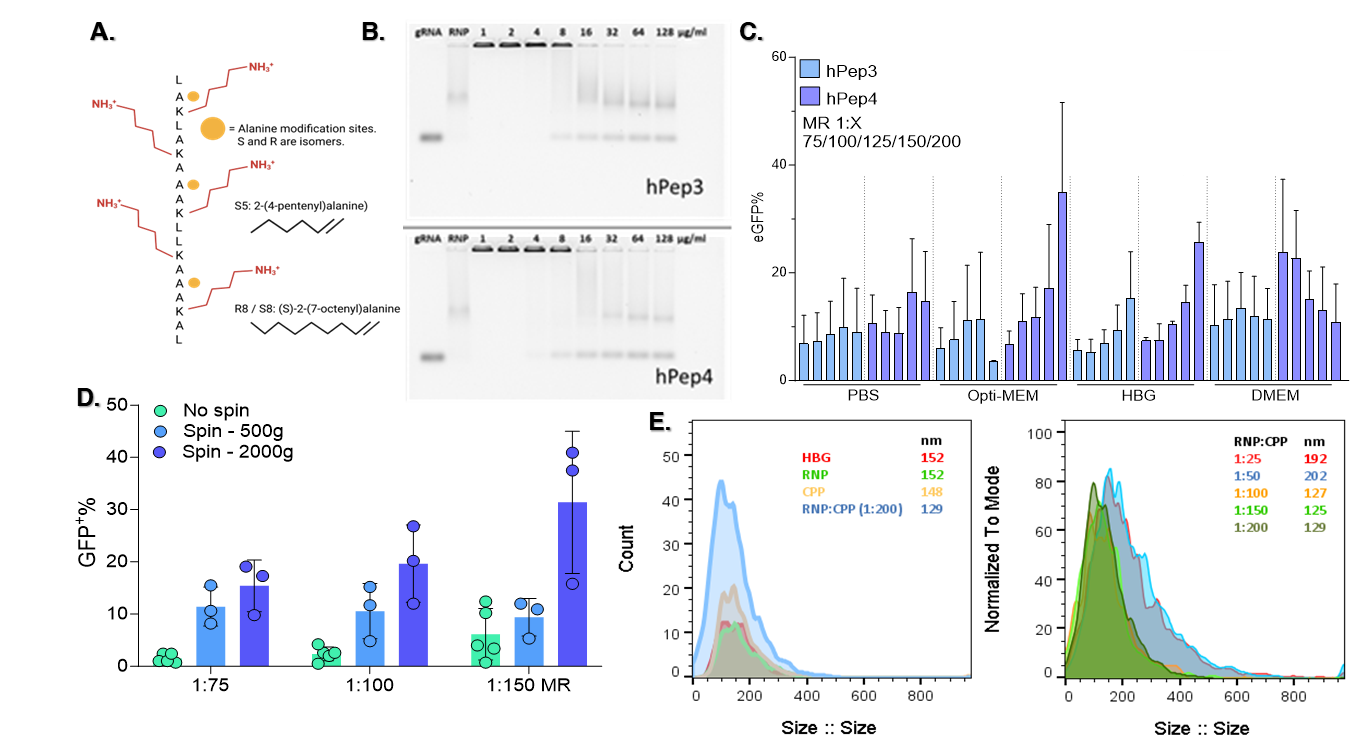 A.
L
A
K
L
A
K
A
A
A
K
L
L
K
A
A
A
K
A
L
NH₃⁺
NH₃⁺
NH₃⁺
NH₃⁺
NH₃⁺
= Alanine modification sites.
S and R are isomers.
S5: 2-(4-pentenyl)alanine)
R8 / S8: (S)-2-(7-octenyl)alanine
B.
gRNA RNP 1 2 4 8 16 32 64 128 µg/ml
hPep3
gRNA RNP 1 2 4 8 16 32 64 128 µg/ml
hPep4
C.
hPep3
hPep4
MR 1:X
75/100/125/150/200
eGFP%
60
40
20
0
PBS Opti-MEM HBG DMEM
D.
No spin
Spin - 500g
Spin - 2000g
GFP⁺%
50
40
30
20
10
0
1:75 1:100 1:150 MR
E.
nm
HBG 152
RNP 152
CPP 148
RNP:CPP (1:200) 129
Count
50
40
30
20
10
0
0 200 400 600 800
Size :: Size
RNP:CPP nm
1:25 192
1:50 202
1:100 127
1:150 125
1:200 129
Normalized To Mode
100
80
60
40
20
0
0 200 400 600 800
Size :: Size